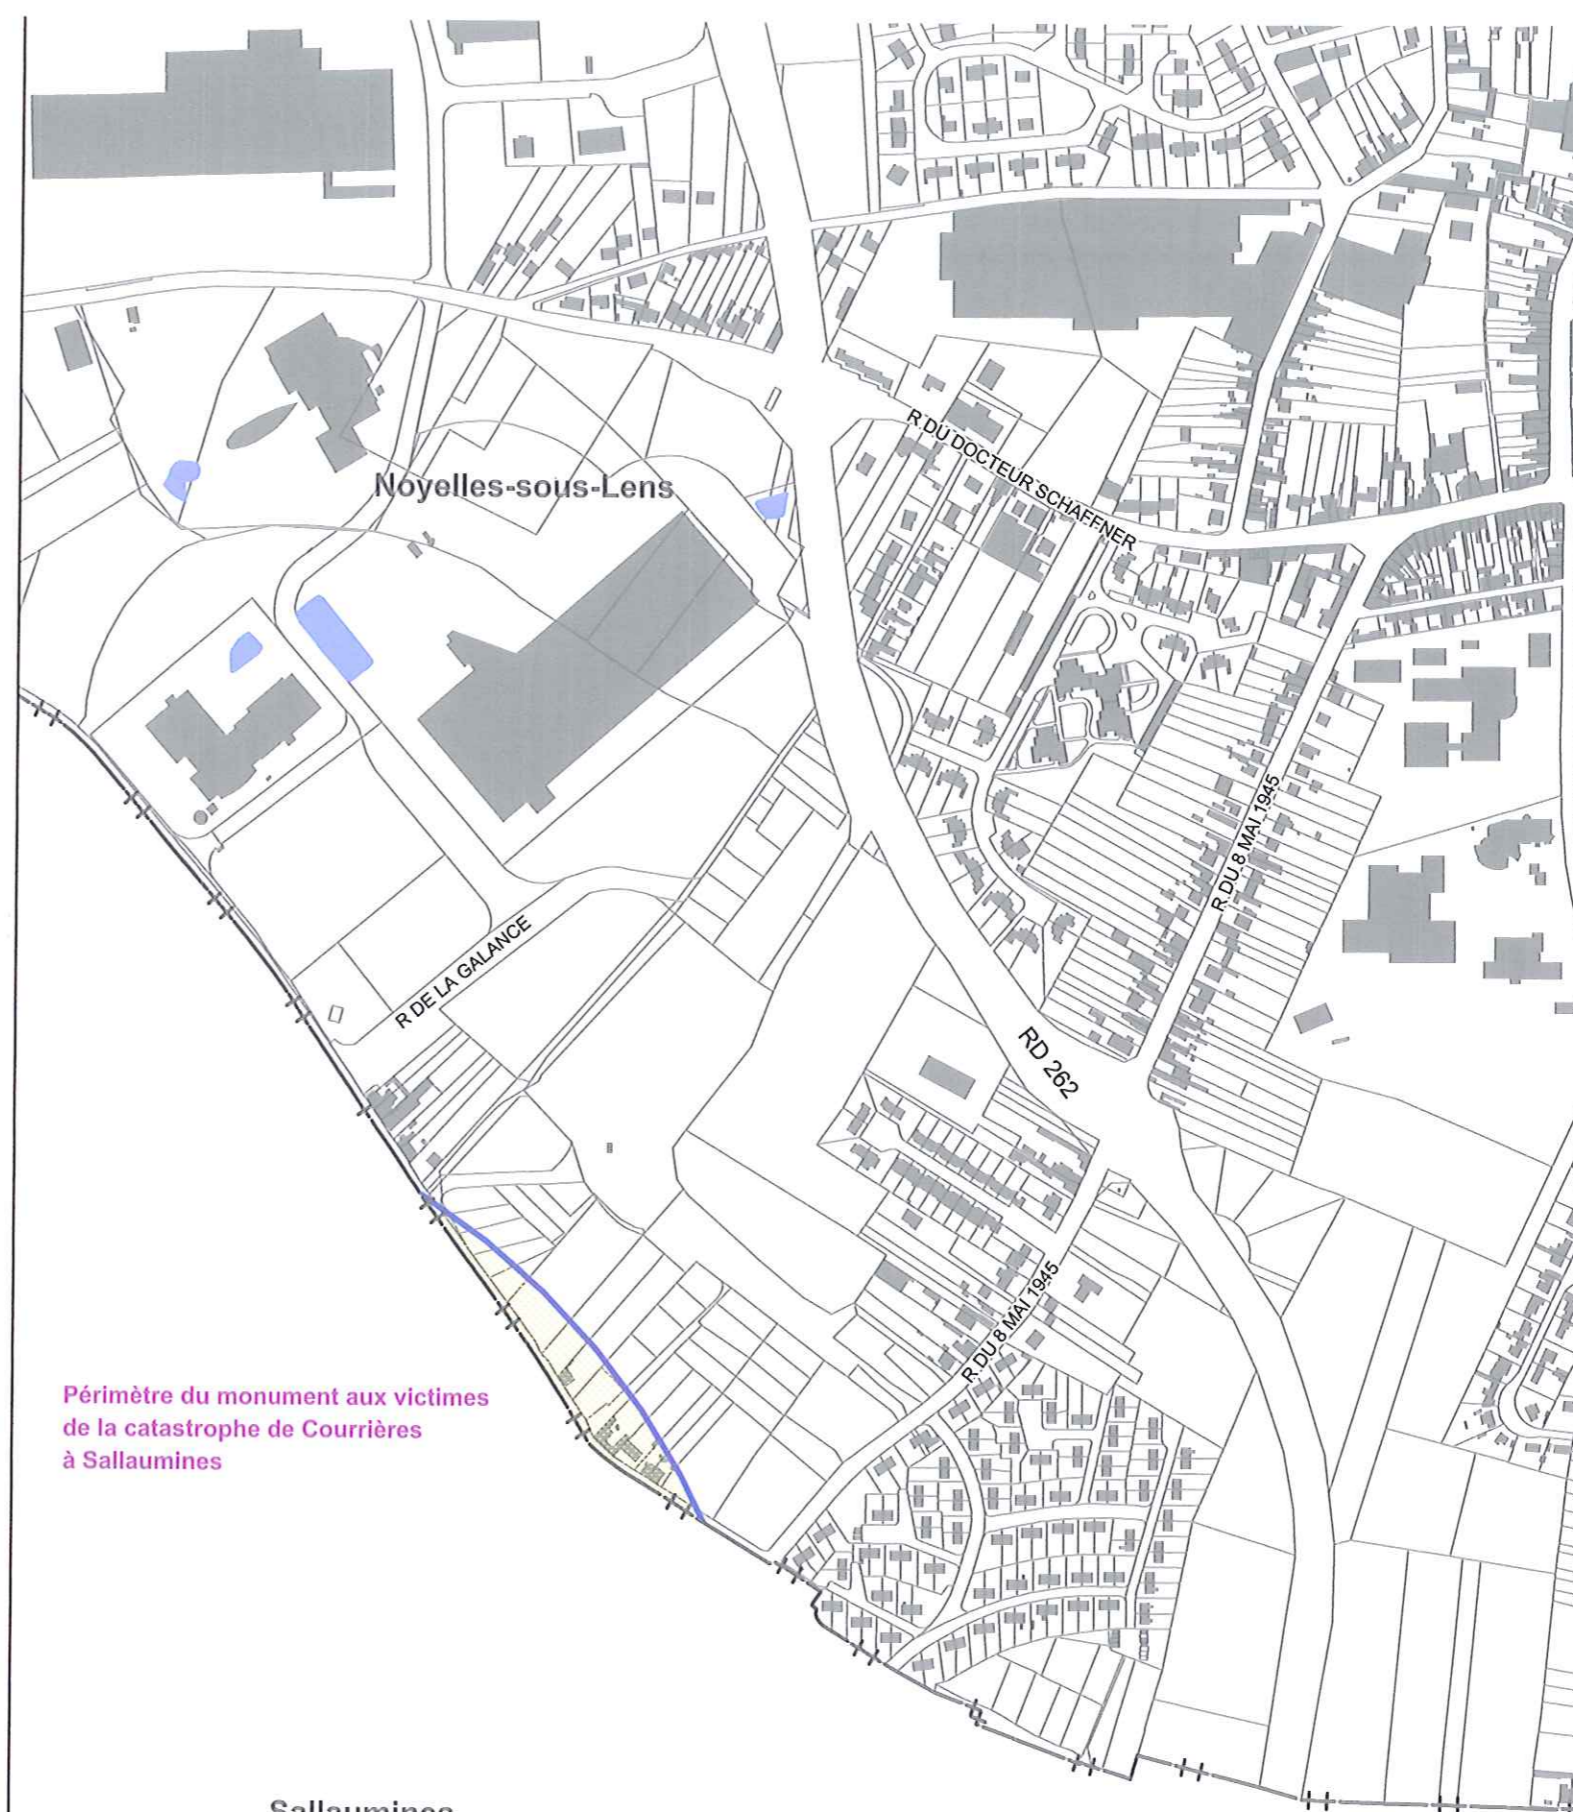 R DU DOCTEUR SCHAFFNER
Noyelles-sous-Lens
R DU 8 MAI 1945
R DE LA GALANCE
RD 262
R DU 8 MAI 1945
Périmètre du monument aux victimes
de la catastrophe de Courrières
à Sallaumines
Sallaumines